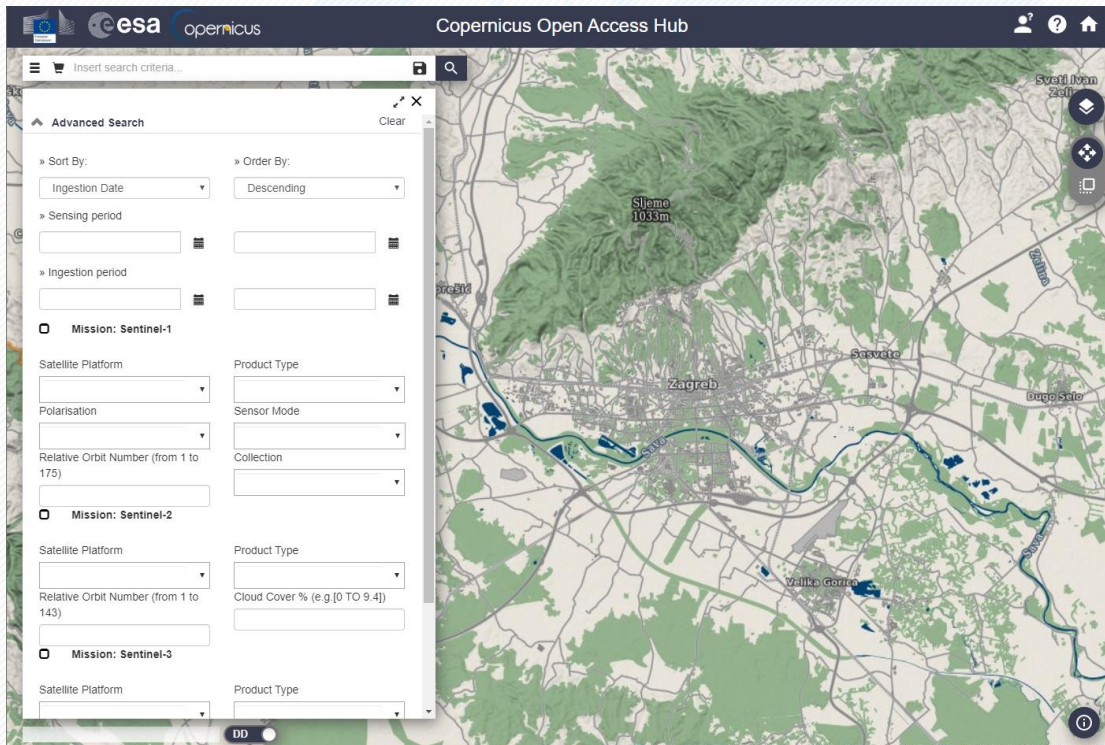 esa
opernicus
Copernicus Open Access Hub
Insert search criteria...
Advanced Search
Clear
» Sort By:
» Order By:
Ingestion Date
Descending
» Sensing period
» Ingestion period
Mission: Sentinel-1
Satellite Platform
Product Type
Polarisation
Sensor Mode
Relative Orbit Number (from 1 to
175)
Collection
Mission: Sentinel-2
Satellite Platform
Product Type
Relative Orbit Number (from 1 to
143)
Cloud Cover % (e.g.[0 TO 9.4])
Mission: Sentinel-3
Satellite Platform
Product Type
DD
Sveti Ivan
Zelina
Sljeme
1033m
Zelina
Sesvete
Zagreb
Dugo Selo
Sava
Velika Gorica
Sava